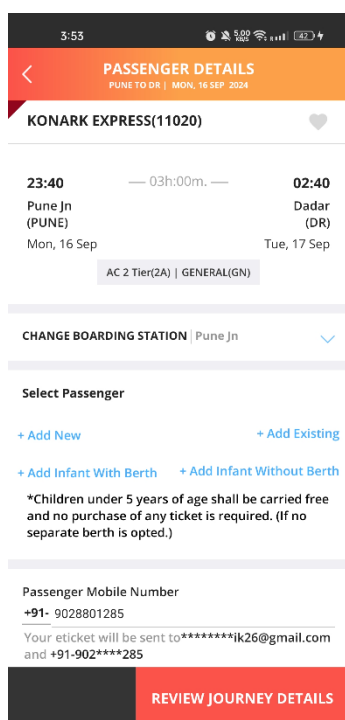 3:53
5.00 KB/S 42
PASSENGER DETAILS
PUNE TO DR | MON, 16 SEP 2024
KONARK EXPRESS(11020)
23:40 — 03h:00m. — 02:40
Pune Jn Dadar
(PUNE) (DR)
Mon, 16 Sep Tue, 17 Sep
AC 2 Tier(2A) | GENERAL(GN)
CHANGE BOARDING STATION | Pune Jn
Select Passenger
+ Add New + Add Existing
+ Add Infant With Berth + Add Infant Without Berth
*Children under 5 years of age shall be carried free
and no purchase of any ticket is required. (If no
separate berth is opted.)
Passenger Mobile Number
+91- 9028801285
Your eticket will be sent to********ik26@gmail.com
and +91-902****285
REVIEW JOURNEY DETAILS